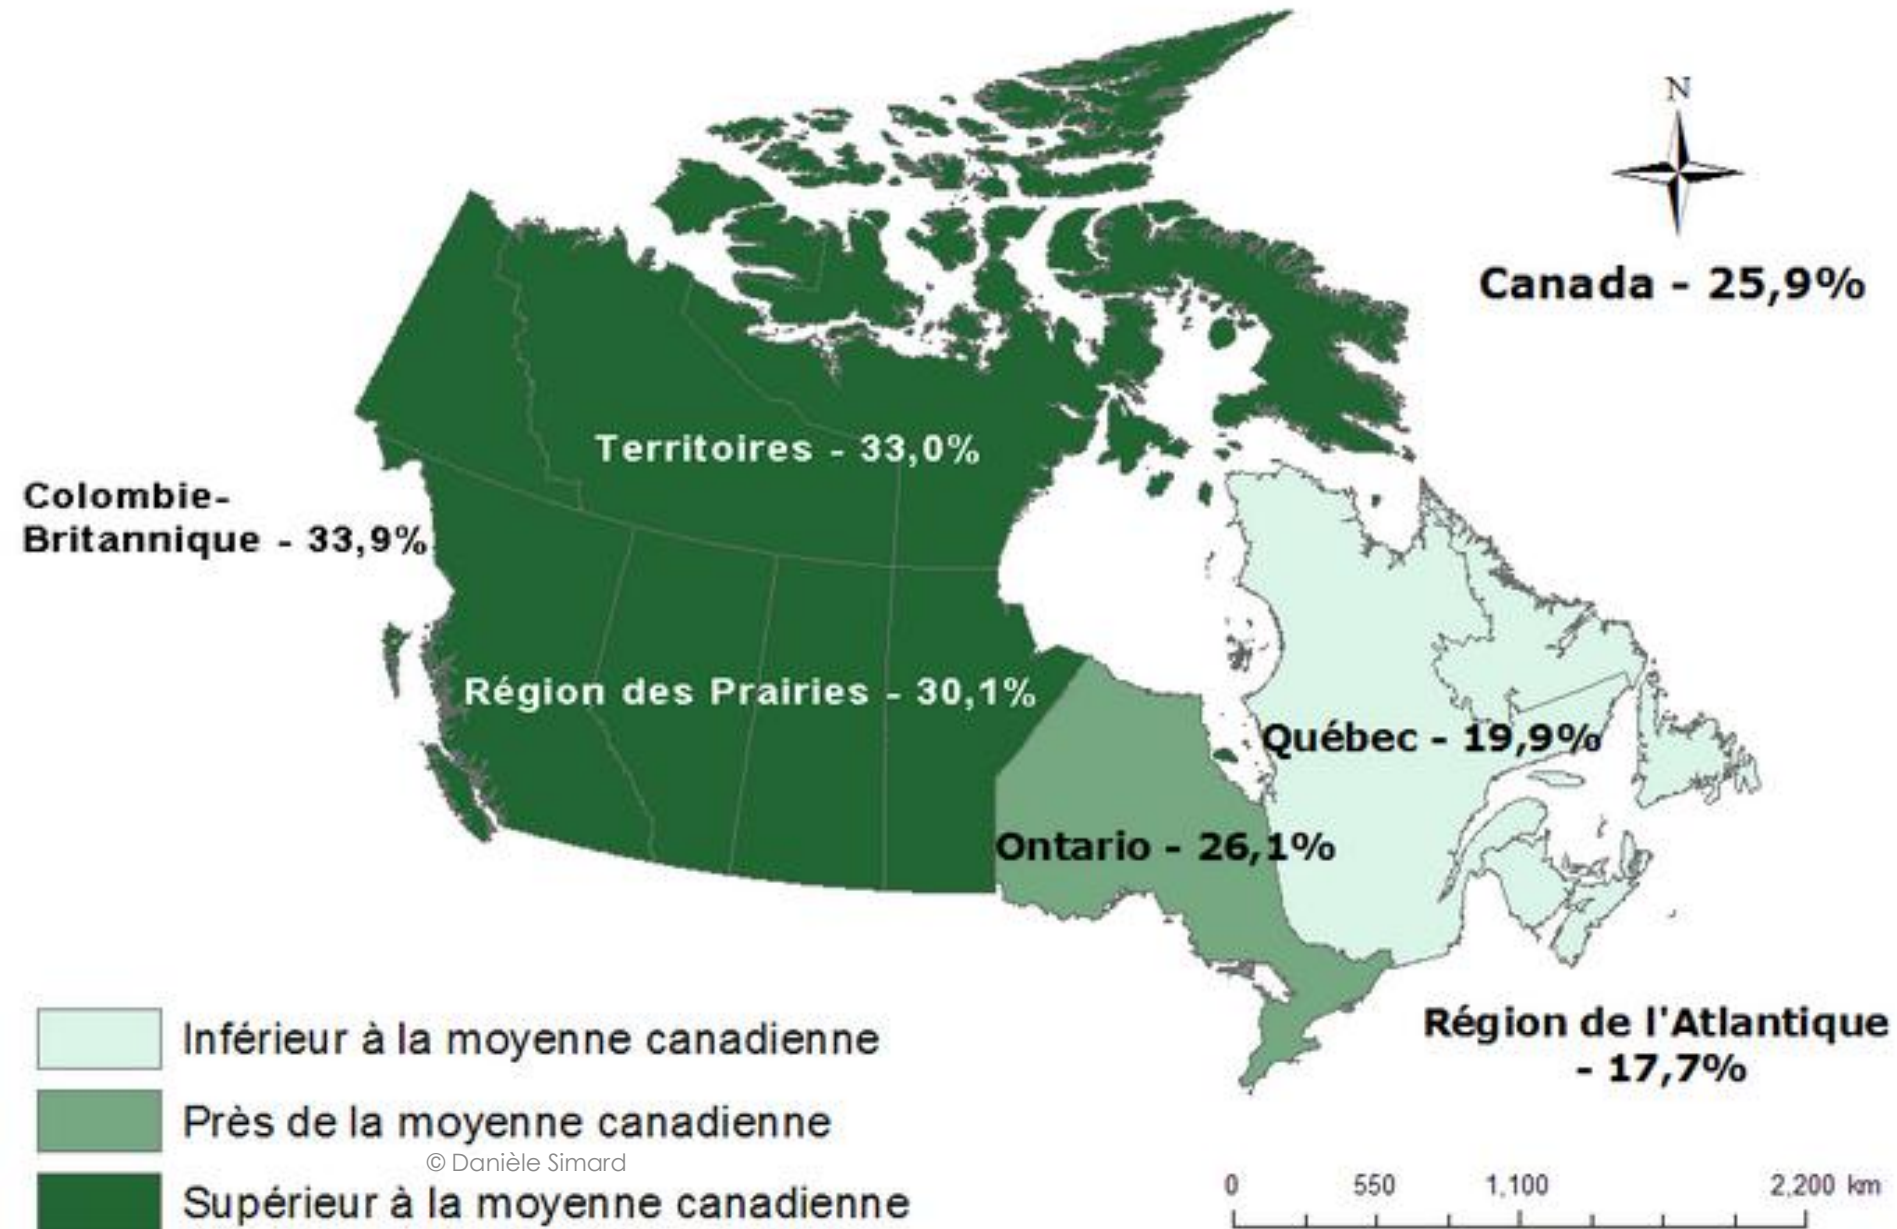 N
Canada - 25,9%
Territoires - 33,0%
Colombie-
Britannique - 33,9%
Région des Prairies - 30,1%
Québec - 19,9%
Ontario - 26,1%
Région de l'Atlantique
- 17,7%
Inférieur à la moyenne canadienne
Près de la moyenne canadienne
© Danièle Simard
Supérieur à la moyenne canadienne
0 550 1,100 2,200 km